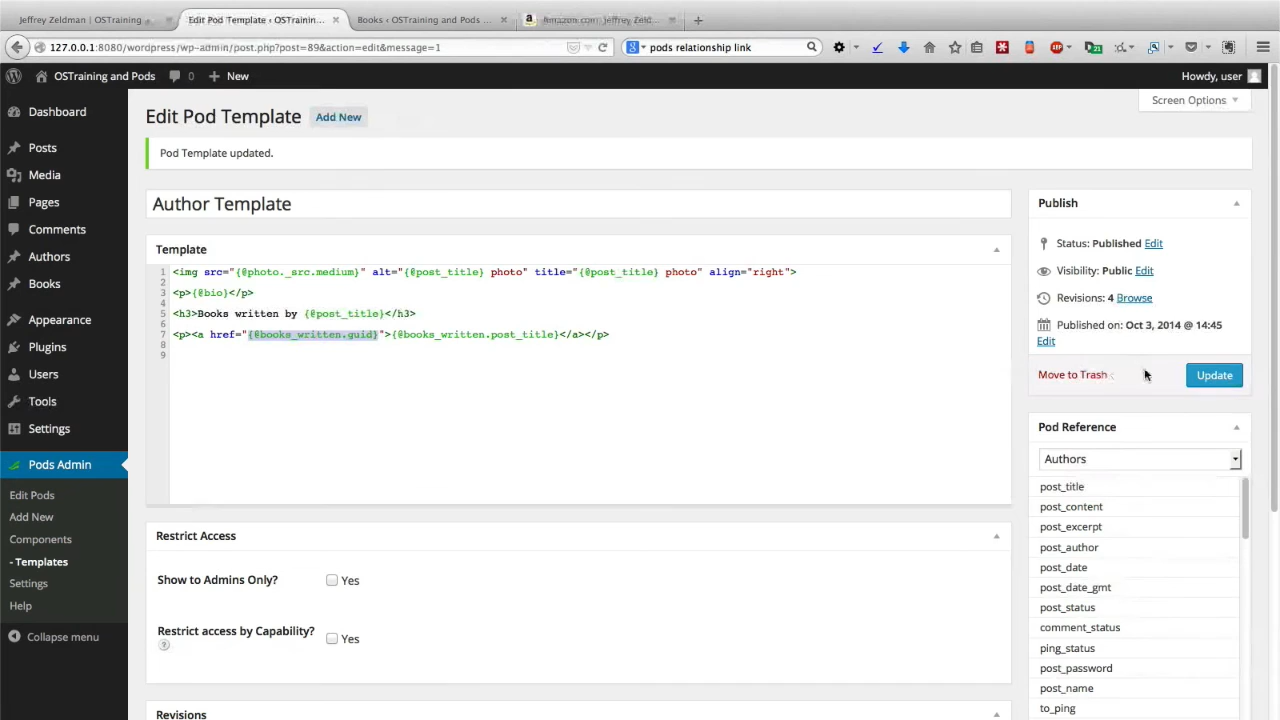 Jeffrey Zeldman | OSTraining
Edit Pod Template ‹ OSTrainin... ×
Books ‹ OSTraining and Pods ... ×
Amazon.com: Jeffrey Zeld... ×
+
127.0.0.1:8080/wordpress/wp-admin/post.php?post=89&action=edit&message=1
pods relationship link
21
OSTraining and Pods
0
+ New
Howdy, user
Screen Options
Dashboard
Posts
Media
Pages
Comments
Authors
Books
Appearance
Plugins
Users
Tools
Settings
Pods Admin
Edit Pods
Add New
Components
- Templates
Settings
Help
Collapse menu
Edit Pod Template
Add New
Pod Template updated.
Author Template
Template
1 <img src="{@photo._src.medium}" alt="{@post_title} photo" title="{@post_title} photo" align="right">
2
3 <p>{@bio}</p>
4
5 <h3>Books written by {@post_title}</h3>
6
7 <p><a href="{@books_written.guid}">{@books_written.post_title}</a></p>
8
9
Restrict Access
Show to Admins Only?
Yes
Restrict access by Capability?
?
Yes
Revisions
Publish
Status: Published Edit
Visibility: Public Edit
Revisions: 4 Browse
Published on: Oct 3, 2014 @ 14:45
Edit
Move to Trash
Update
Pod Reference
Authors
post_title
post_content
post_excerpt
post_author
post_date
post_date_gmt
post_status
comment_status
ping_status
post_password
post_name
to_ping